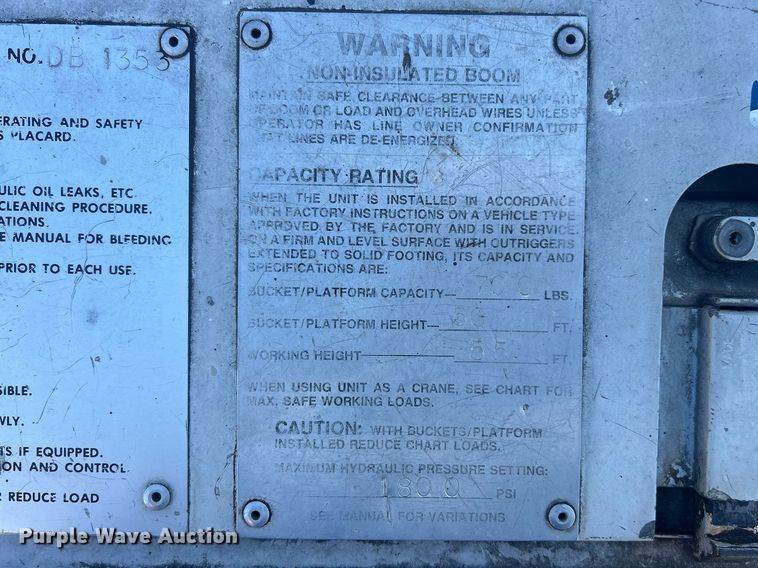 NO. DB 1353
ERATING AND SAFETY
S PLACARD.
ULIC OIL LEAKS, ETC.
CLEANING PROCEDURE.
ATIONS.
E MANUAL FOR BLEEDING
PRIOR TO EACH USE.
SIBLE.
WLY.
TS IF EQUIPPED.
ON AND CONTROL
R REDUCE LOAD
WARNING
NON-INSULATED BOOM
MAINTAIN SAFE CLEARANCE BETWEEN ANY PART
OF BOOM OR LOAD AND OVERHEAD WIRES UNLESS
OPERATOR HAS LINE OWNER CONFIRMATION
THAT LINES ARE DE-ENERGIZED.
CAPACITY RATING
WHEN THE UNIT IS INSTALLED IN ACCORDANCE
WITH FACTORY INSTRUCTIONS ON A VEHICLE TYPE
APPROVED BY THE FACTORY AND IS IN SERVICE
ON A FIRM AND LEVEL SURFACE WITH OUTRIGGERS
EXTENDED TO SOLID FOOTING, ITS CAPACITY AND
SPECIFICATIONS ARE:
BUCKET/PLATFORM CAPACITY 700 LBS.
BUCKET/PLATFORM HEIGHT FT.
WORKING HEIGHT FT.
WHEN USING UNIT AS A CRANE, SEE CHART FOR
MAX. SAFE WORKING LOADS.
CAUTION: WITH BUCKETS/PLATFORM
INSTALLED REDUCE CHART LOADS.
MAXIMUM HYDRAULIC PRESSURE SETTING:
1800 PSI
SEE MANUAL FOR VARIATIONS
Purple Wave Auction